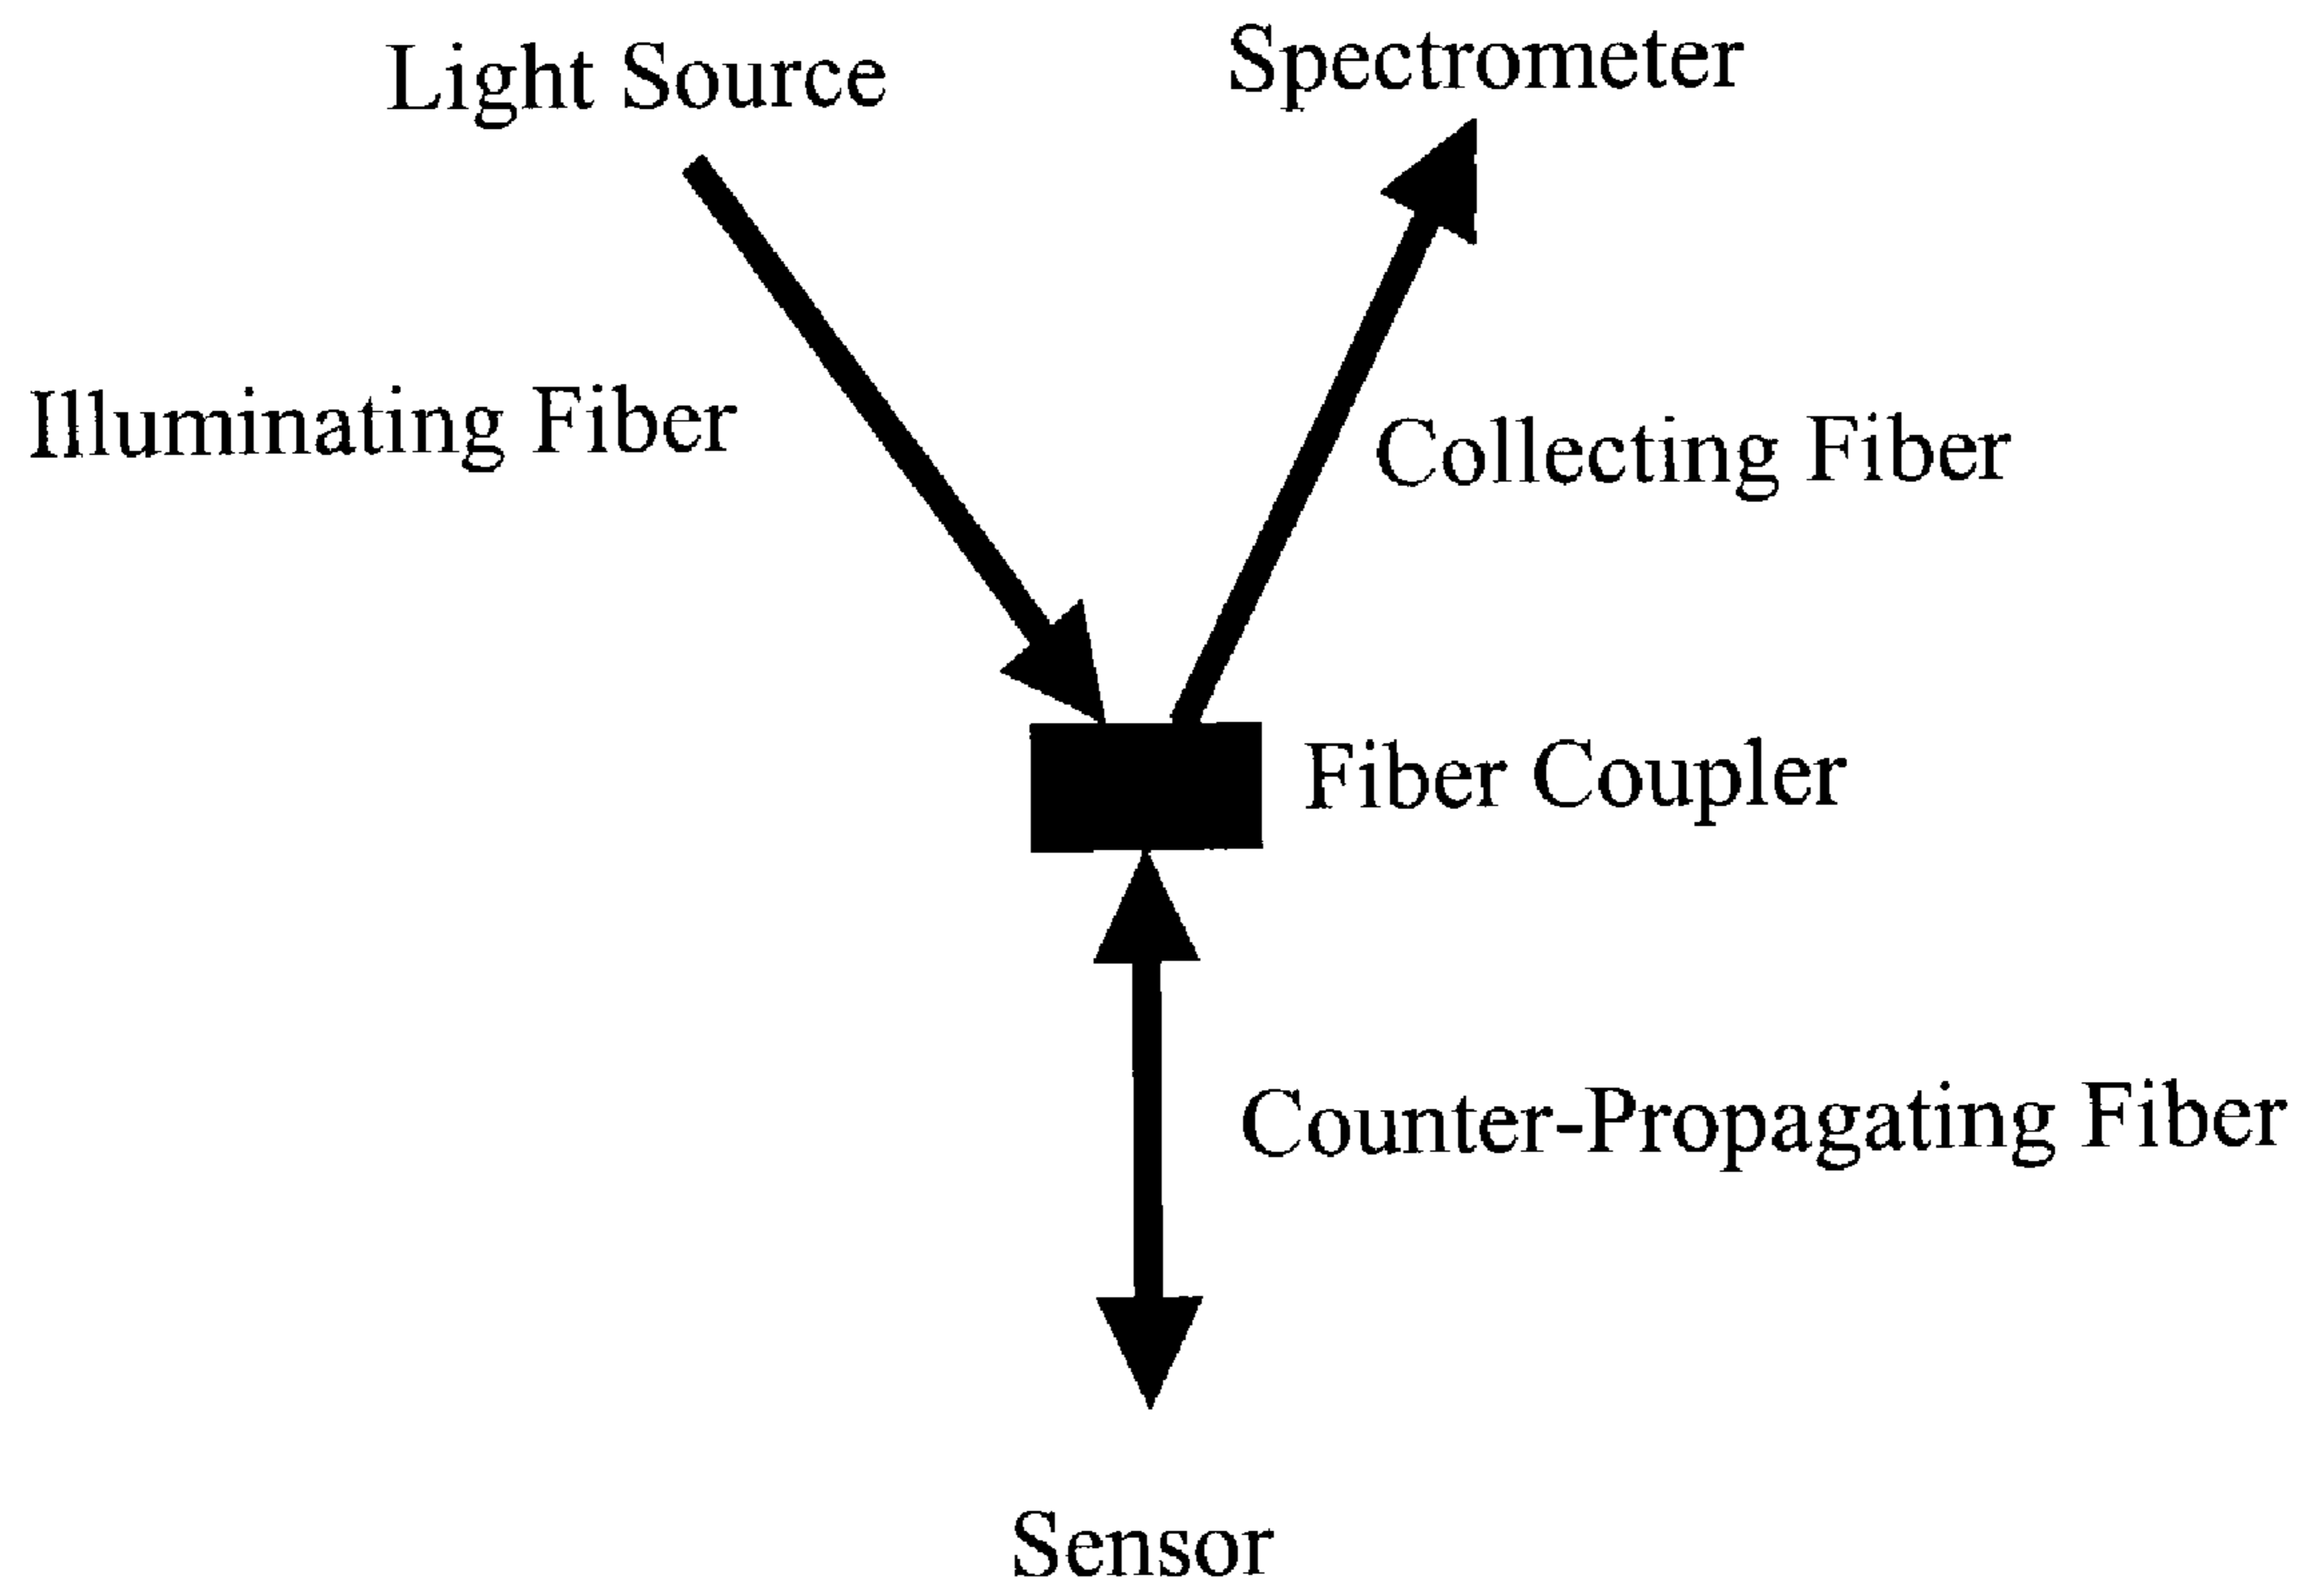 Light Source
Spectrometer
Illuminating Fiber
Collecting Fiber
Fiber Coupler
Counter-Propagating Fiber
Sensor